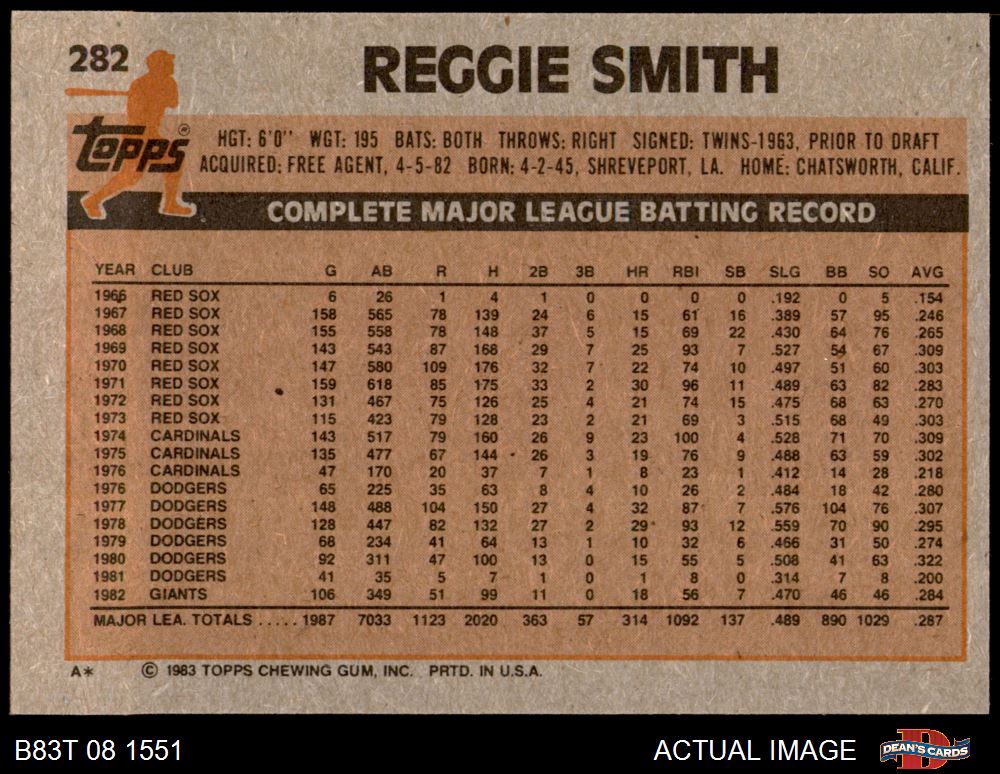 282
REGGIE SMITH
topps®
HGT: 6'0" WGT: 195 BATS: BOTH THROWS: RIGHT SIGNED: TWINS-1963, PRIOR TO DRAFT
ACQUIRED: FREE AGENT, 4-5-82 BORN: 4-2-45, SHREVEPORT, LA. HOME: CHATSWORTH, CALIF.
COMPLETE MAJOR LEAGUE BATTING RECORD
YEAR CLUB G AB R H 2B 3B HR RBI SB SLG BB SO AVG
1966 RED SOX 6 26 1 4 1 0 0 0 0 .192 0 5 .154
1967 RED SOX 158 565 78 139 24 6 15 61 16 .389 57 95 .246
1968 RED SOX 155 558 78 148 37 5 15 69 22 .430 64 76 .265
1969 RED SOX 143 543 87 168 29 7 25 93 7 .527 54 67 .309
1970 RED SOX 147 580 109 176 32 7 22 74 10 .497 51 60 .303
1971 RED SOX 159 618 85 175 33 2 30 96 11 .489 63 82 .283
1972 RED SOX 131 467 75 126 25 4 21 74 15 .475 68 63 .270
1973 RED SOX 115 423 79 128 23 2 21 69 3 .515 68 49 .303
1974 CARDINALS 143 517 79 160 26 9 23 100 4 .528 71 70 .309
1975 CARDINALS 135 477 67 144 26 3 19 76 9 .488 63 59 .302
1976 CARDINALS 47 170 20 37 7 1 8 23 1 .412 14 28 .218
1976 DODGERS 65 225 35 63 8 4 10 26 2 .484 18 42 .280
1977 DODGERS 148 488 104 150 27 4 32 87 7 .576 104 76 .307
1978 DODGERS 128 447 82 132 27 2 29 93 12 .559 70 90 .295
1979 DODGERS 68 234 41 64 13 1 10 32 6 .466 31 50 .274
1980 DODGERS 92 311 47 100 13 0 15 55 5 .508 41 63 .322
1981 DODGERS 41 35 5 7 1 0 1 8 0 .314 7 8 .200
1982 GIANTS 106 349 51 99 11 0 18 56 7 .470 46 46 .284
MAJOR LEA. TOTALS ..... 1987 7033 1123 2020 363 57 314 1092 137 .489 890 1029 .287
A* © 1983 TOPPS CHEWING GUM, INC. PRTD. IN U.S.A.
B83T 08 1551 ACTUAL IMAGE DEAN'S CARDS